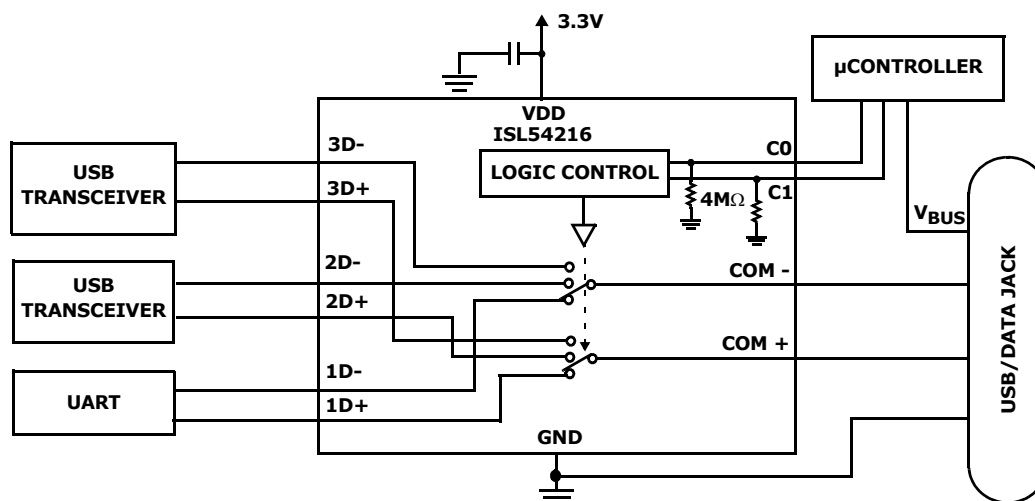 3.3V
µCONTROLLER
VDD
ISL54216
3D-
C0
USB
TRANSCEIVER
LOGIC CONTROL
3D+
4MΩ
C1
VBUS
2D-
COM -
USB
TRANSCEIVER
2D+
COM +
1D-
UART
1D+
GND
USB/DATA JACK